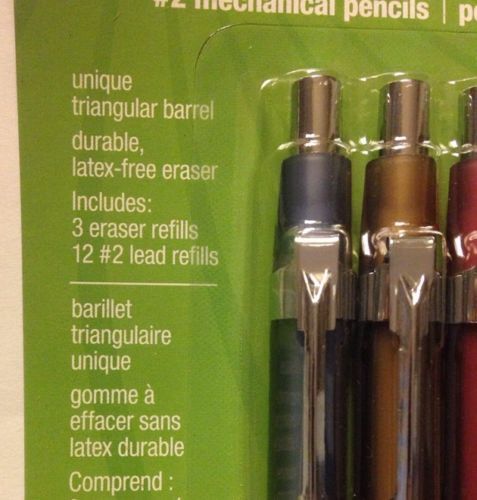 #2 mechanical pencils |
unique
triangular barrel
durable,
latex-free eraser
Includes:
3 eraser refills
12 #2 lead refills
barillet
triangulaire
unique
gomme à
effacer sans
latex durable
Comprend :